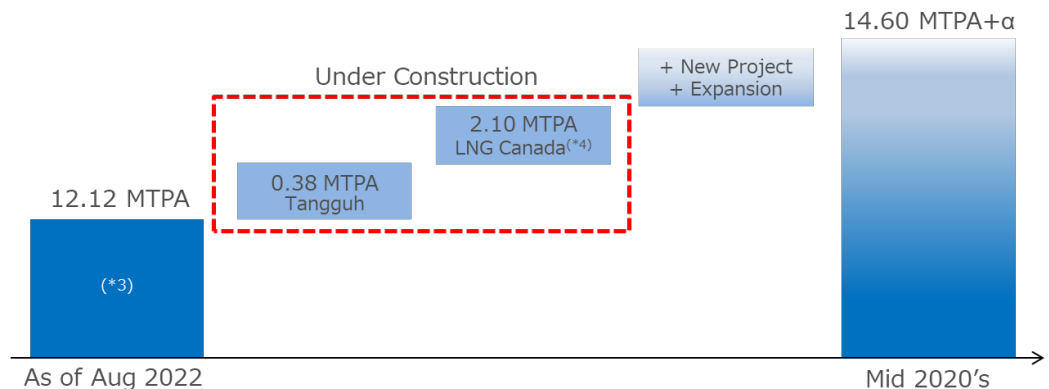 14.60 MTPA+α
+ New Project
+ Expansion
Under Construction
2.10 MTPA
LNG Canada(*4)
0.38 MTPA
Tangguh
12.12 MTPA
(*3)
As of Aug 2022
Mid 2020's